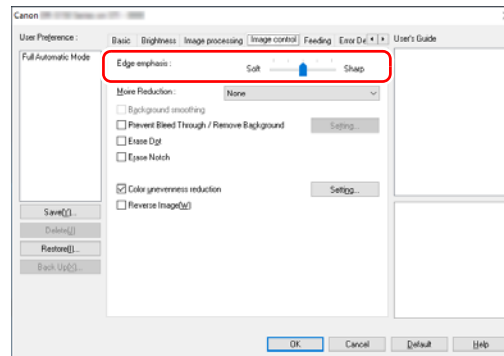 Canon
User Preference :
Full Automatic Mode
Save(Y)...
Delete(J)
Restore(I)...
Back Up(X)...
Basic Brightness Image processing Image control Feeding Error De
Edge emphasis :
Soft Sharp
Moire Reduction : None
Background smoothing
Prevent Bleed Through / Remove Background Setting...
Erase Dot
Erase Notch
Color unevenness reduction Setting...
Reverse Image(W)
User's Guide
OK Cancel Default Help